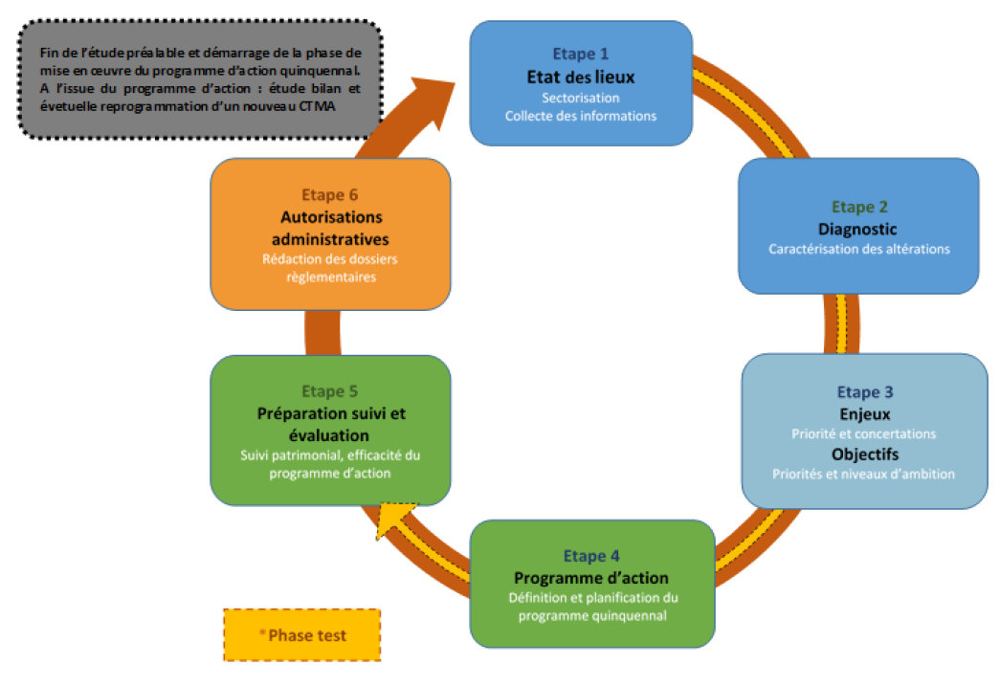 Fin de l'étude préalable et démarrage de la phase de
mise en œuvre du programme d'action quinquennal.
A l'issue du programme d'action : étude bilan et
évetuelle reprogrammation d'un nouveau CTMA
Etape 1
Etat des lieux
Sectorisation
Collecte des informations
Etape 2
Diagnostic
Caractérisation des altérations
Etape 3
Enjeux
Priorité et concertations
Objectifs
Priorités et niveaux d'ambition
Etape 4
Programme d'action
Définition et planification du
programme quinquennal
Etape 5
Préparation suivi et
évaluation
Suivi patrimonial, efficacité du
programme d'action
Etape 6
Autorisations
administratives
Rédaction des dossiers
règlementaires
*Phase test